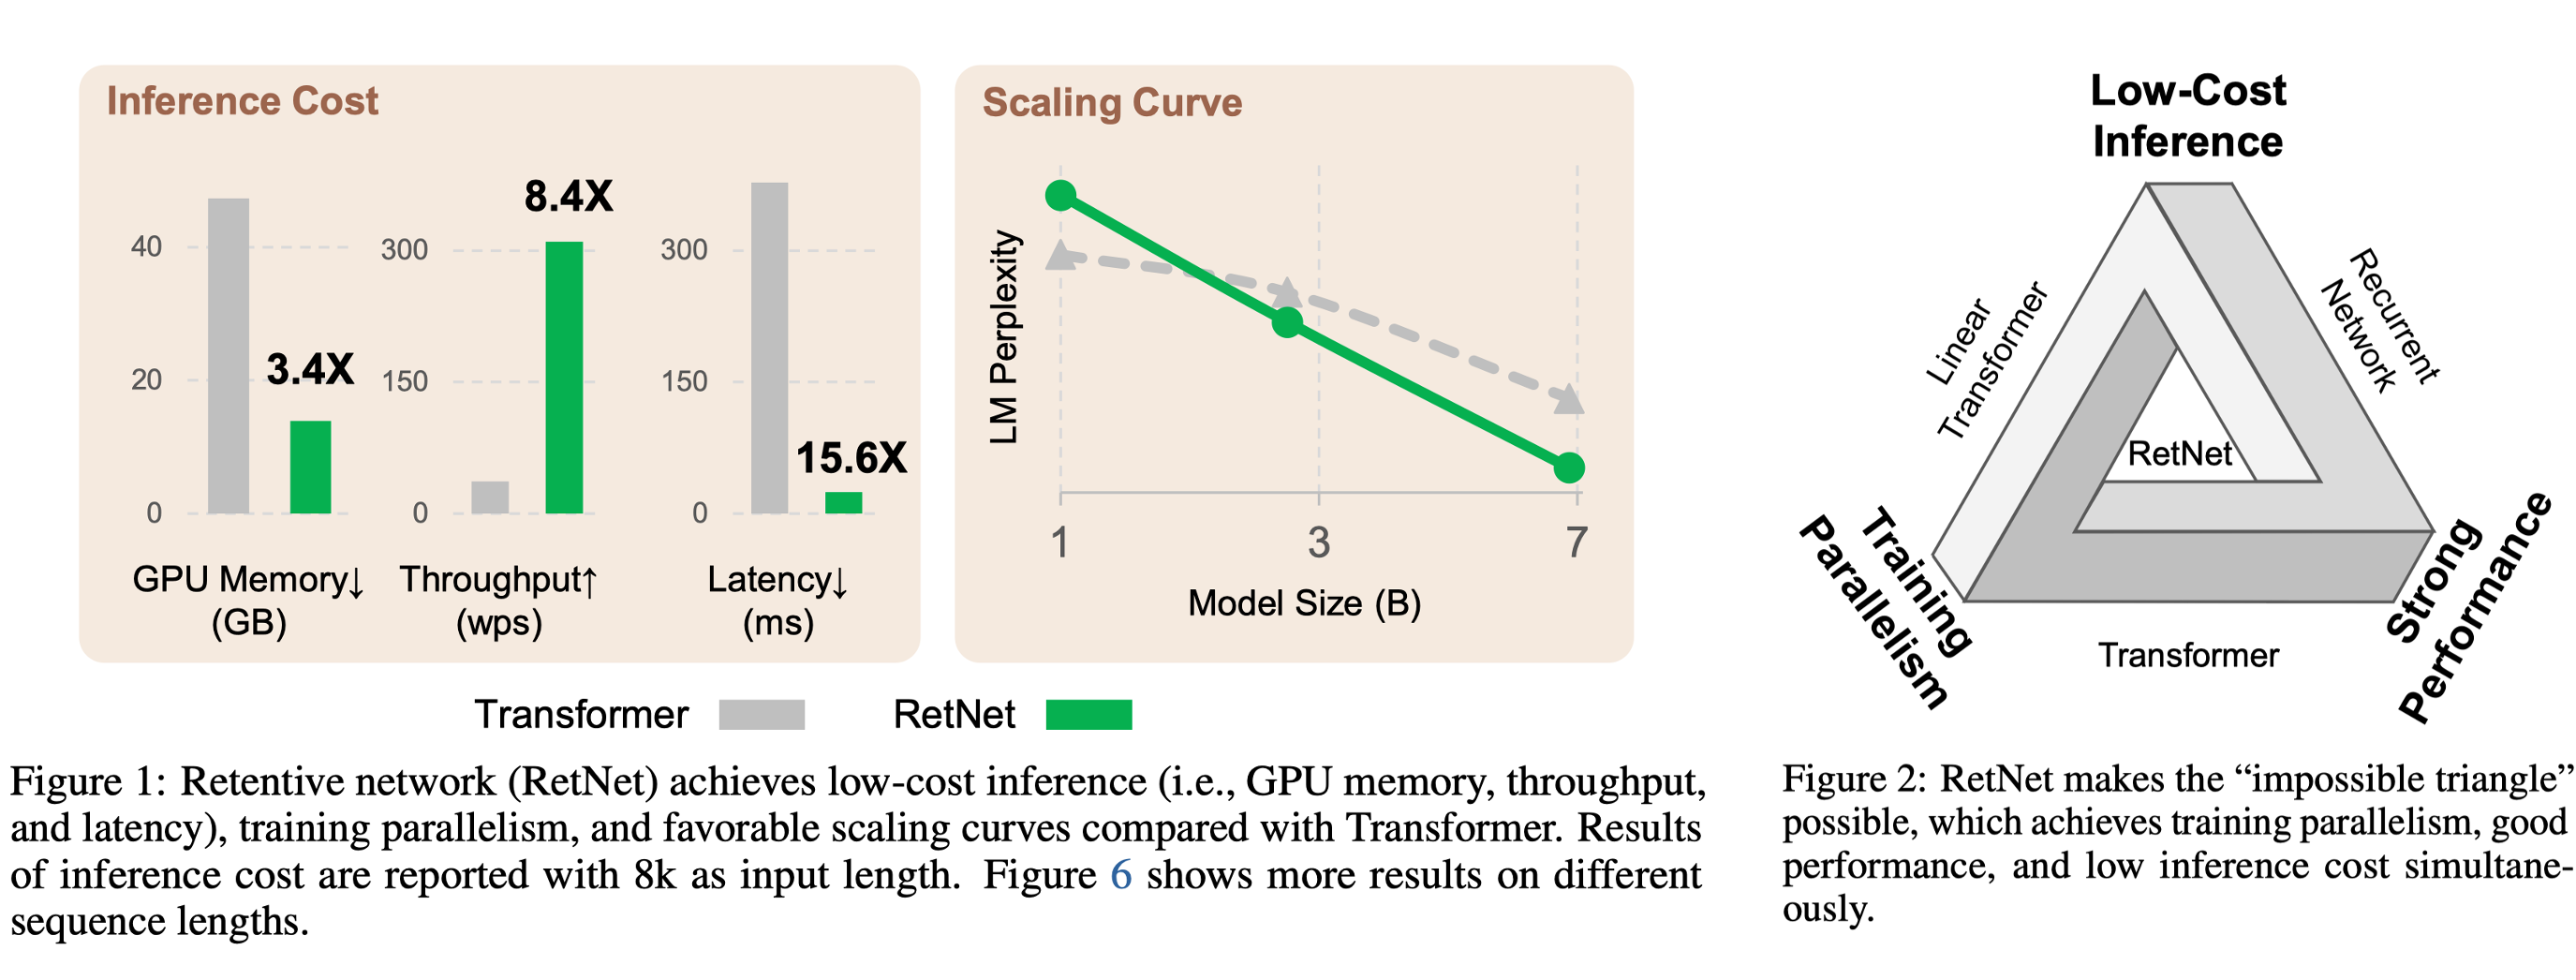 Inference Cost
40
20
0
3.4X
GPU Memory↓
(GB)
300
150
0
8.4X
Throughput↑
(wps)
300
150
0
15.6X
Latency↓
(ms)
Scaling Curve
LM Perplexity
1
3
7
Model Size (B)
Transformer
RetNet
Figure 1: Retentive network (RetNet) achieves low-cost inference (i.e., GPU memory, throughput,
and latency), training parallelism, and favorable scaling curves compared with Transformer. Results
of inference cost are reported with 8k as input length. Figure 6 shows more results on different
sequence lengths.
Low-Cost
Inference
Linear
Transformer
Recurrent
Network
RetNet
Training
Parallelism
Strong
Performance
Transformer
Figure 2: RetNet makes the “impossible triangle”
possible, which achieves training parallelism, good
performance, and low inference cost simultane-
ously.